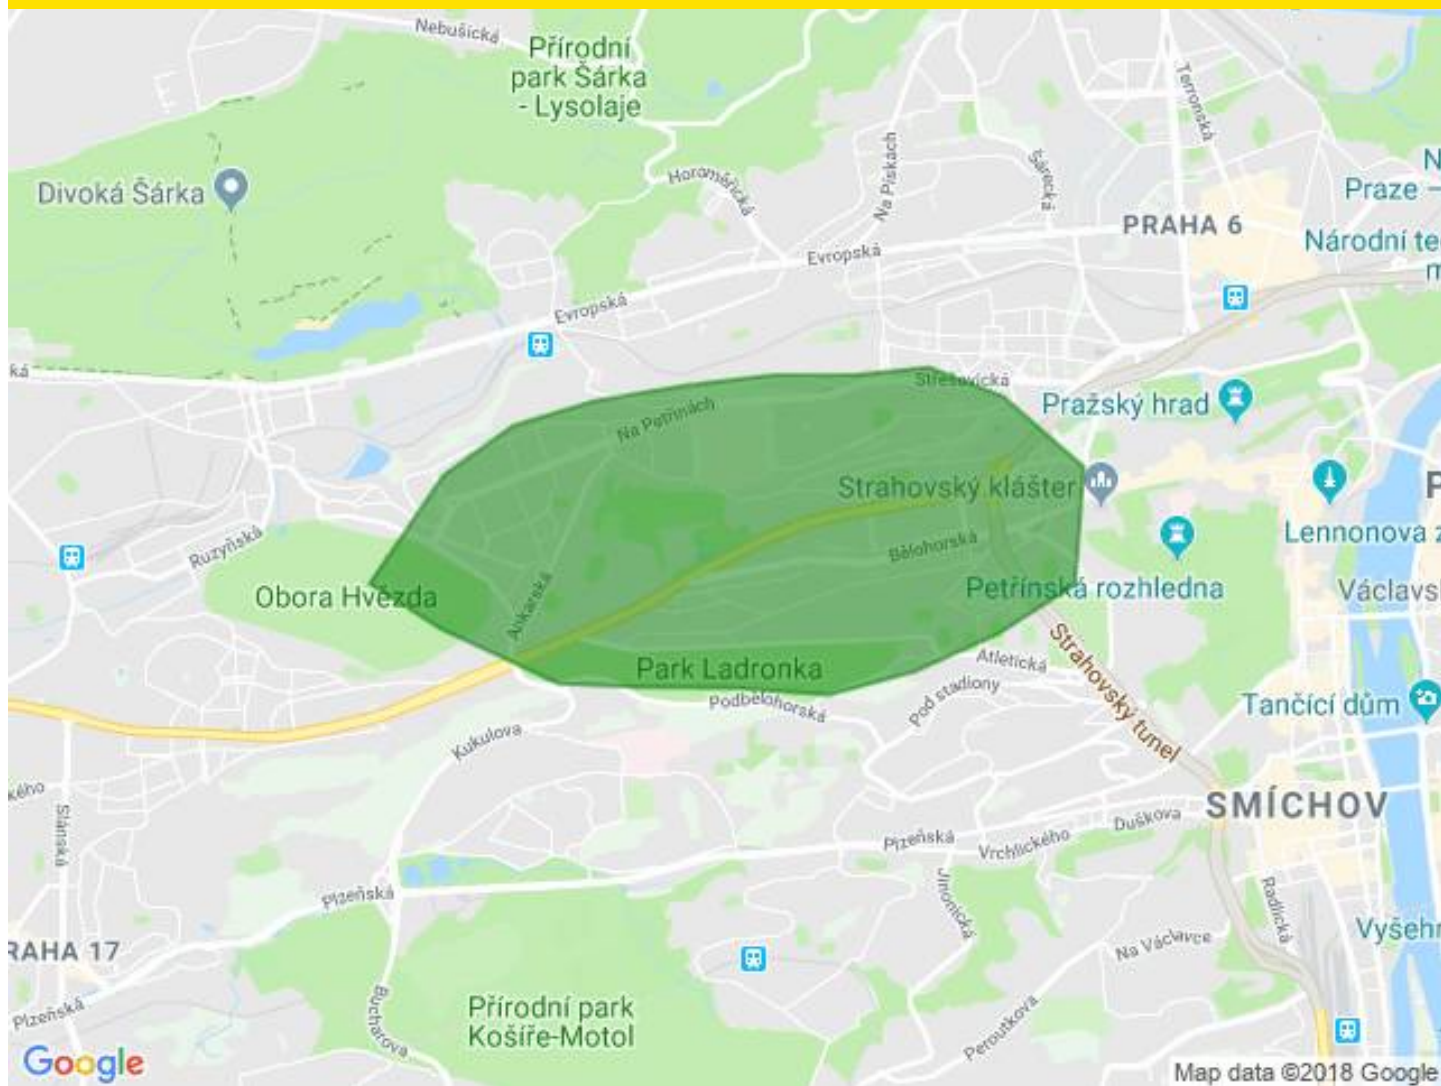 Nebušická
Přírodní
park Šárka
- Lysolaje
Terronská
Divoká Šárka
Horoměřická
Na Pískách
Šárecká
N
Praze –
PRAHA 6
Národní te
m
Evropská
Evropská
ká
Střešovická
Pražský hrad
Na Petřinách
Strahovský klášter
P
Ruzyňská
Bělohorská
Lennonova z
Obora Hvězda
Ankarská
Petřínská rozhledna
Václavsl
Park Ladronka
Atletická
Strahovský tunel
Podbělohorská
Pod stadiony
Tančící dům
Kukulova
kého
Slánská
SMÍCHOV
Plzeňská
Duškova
Vrchlického
Plzeňská
Jinonická
Radlická
RAHA 17
Na Václavce
Vyšehr
Plzeňská
Bucharova
Přírodní park
Košíře-Motol
Peroutkova
Google
Map data ©2018 Google